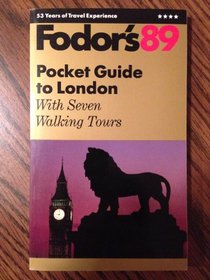 53 Years of Travel Experience ★★★★
Fodor's89
Pocket Guide
to London
With Seven
Walking Tours